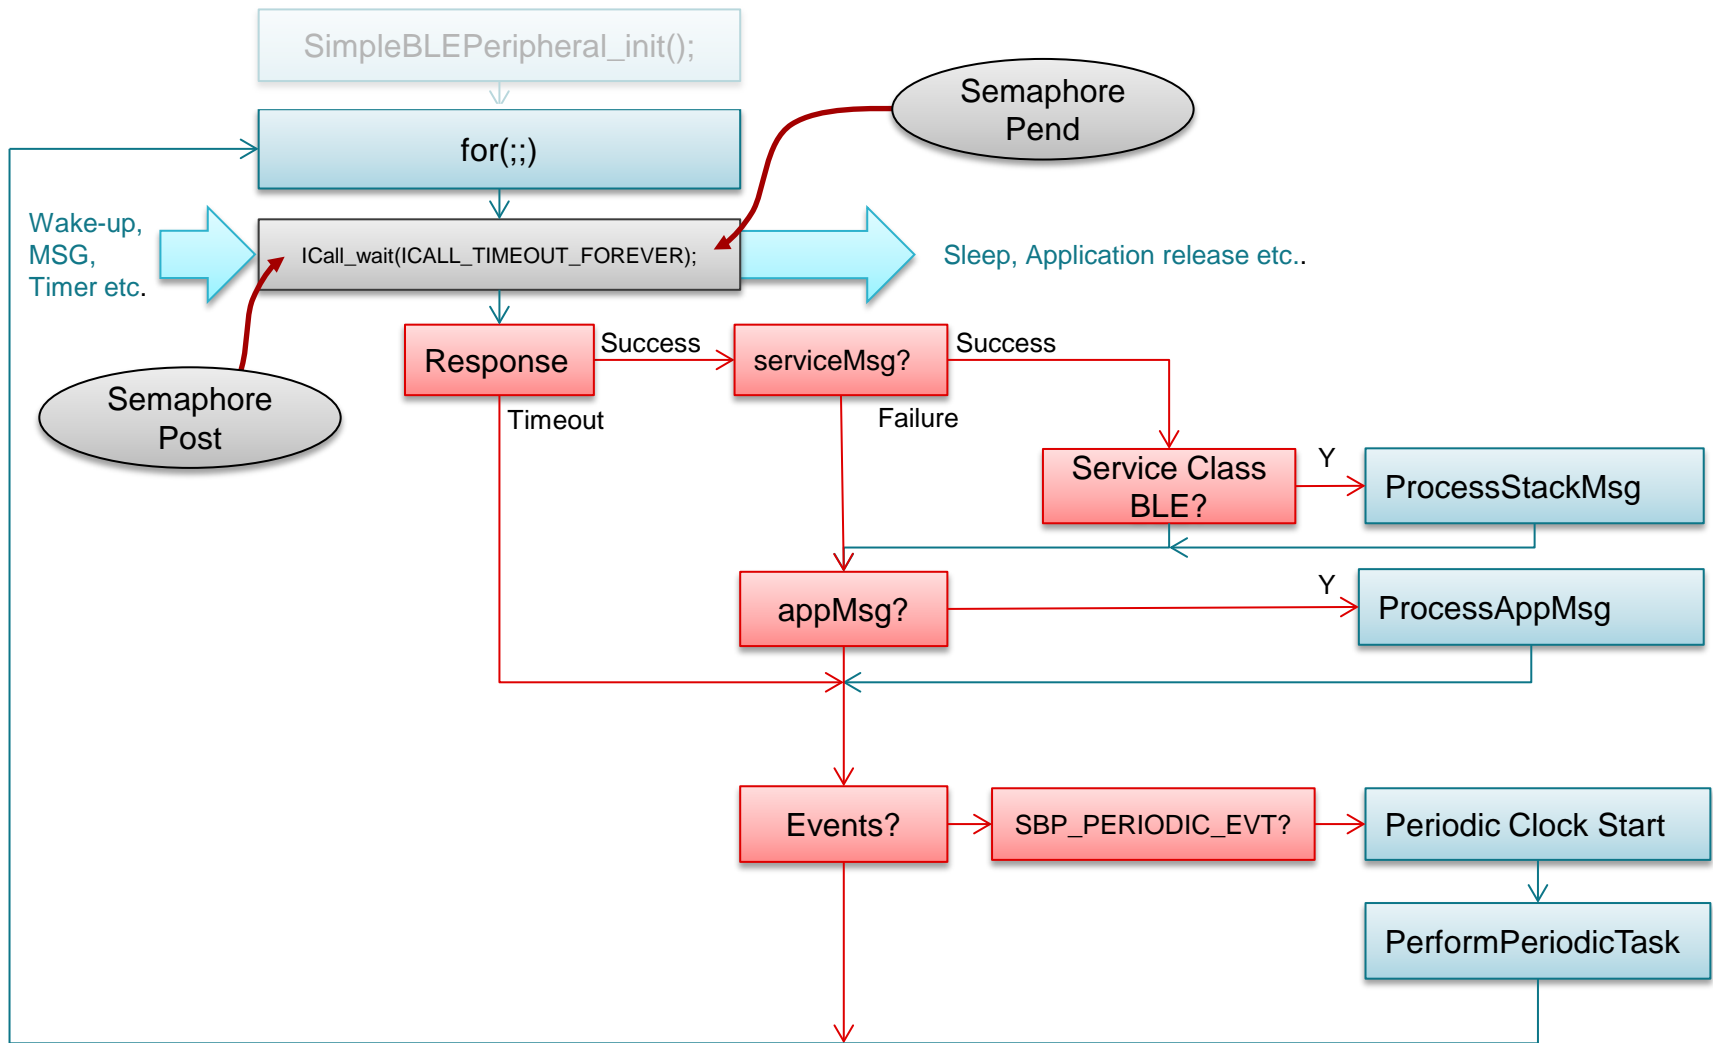 SimpleBLEPeripheral_init();
Semaphore
Pend
for(;;)
Wake-up,
MSG,
Timer etc.
ICall_wait(ICALL_TIMEOUT_FOREVER);
Sleep, Application release etc..
Response
Success
serviceMsg?
Success
Semaphore
Post
Timeout
Failure
Service Class
BLE?
Y
ProcessStackMsg
appMsg?
Y
ProcessAppMsg
Events?
SBP_PERIODIC_EVT?
Periodic Clock Start
PerformPeriodicTask